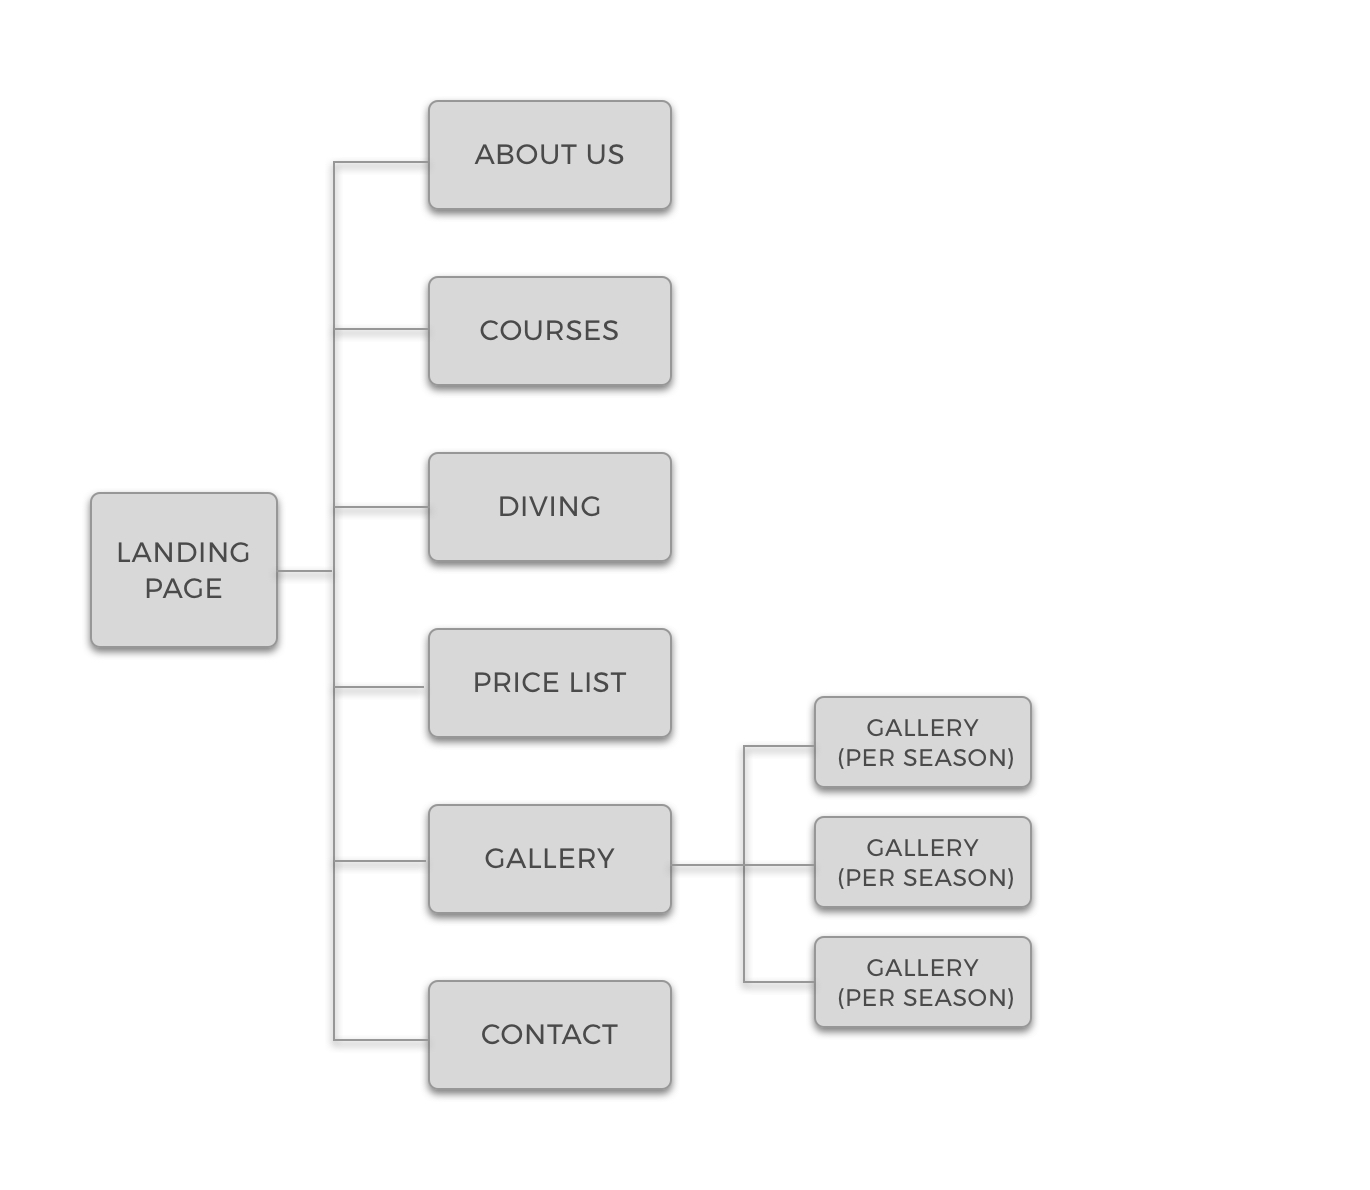 ABOUT US
COURSES
DIVING
LANDING
PAGE
PRICE LIST
GALLERY
CONTACT
GALLERY
(PER SEASON)
GALLERY
(PER SEASON)
GALLERY
(PER SEASON)